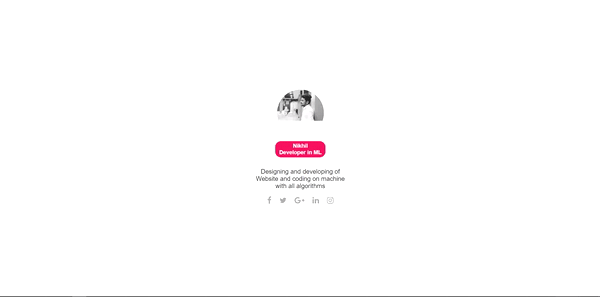 Nikhil
Developer in ML
Designing and developing of
Website and coding on machine
with all algorithms